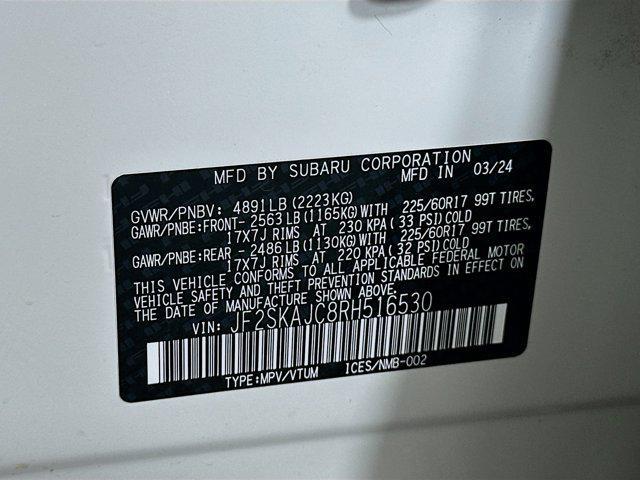 MFD BY SUBARU CORPORATION
MFD IN 03/24
GVWR/PNBV: 4891LB (2223KG)
GAWR/PNBE:FRONT- 2563 LB (1165KG)WITH 225/60R17 99T TIRES,
17x7J RIMS AT 230 KPA ( 33 PSI)COLD
GAWR/PNBE:REAR - 2486 LB (1130KG)WITH 225/60R17 99T TIRES,
17x7J RIMS AT 220 KPA ( 32 PSI)COLD
THIS VEHICLE CONFORMS TO ALL APPLICABLE FEDERAL MOTOR
VEHICLE SAFETY AND THEFT PREVENTION STANDARDS IN EFFECT ON
THE DATE OF MANUFACTURE SHOWN ABOVE.
VIN: JF2SKAJC8RH516530
TYPE:MPV/VTUM ICES/NMB-002